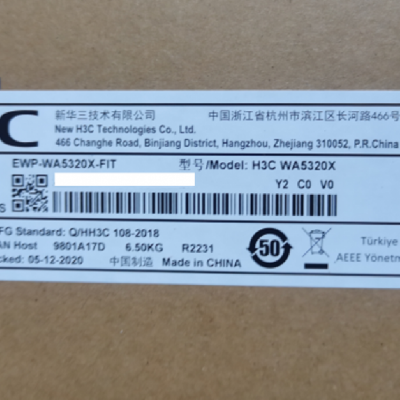 C
新华三技术有限公司 中国浙江省杭州市滨江区长河路466号
New H3C Technologies Co., Ltd.
466 Changhe Road, Binjiang District, Hangzhou, Zhejiang 310052, P.R.China
EWP-WA5320X-FIT 型号/Model: H3C WA5320X
Y2 C0 V0
S
FG Standard: Q/HH3C 108-2018
AN Host 9801A17D 6.50KG R2231
cked: 05-12-2020 中国制造 Made in CHINA
50
Türkiye
AEEE Yönetm